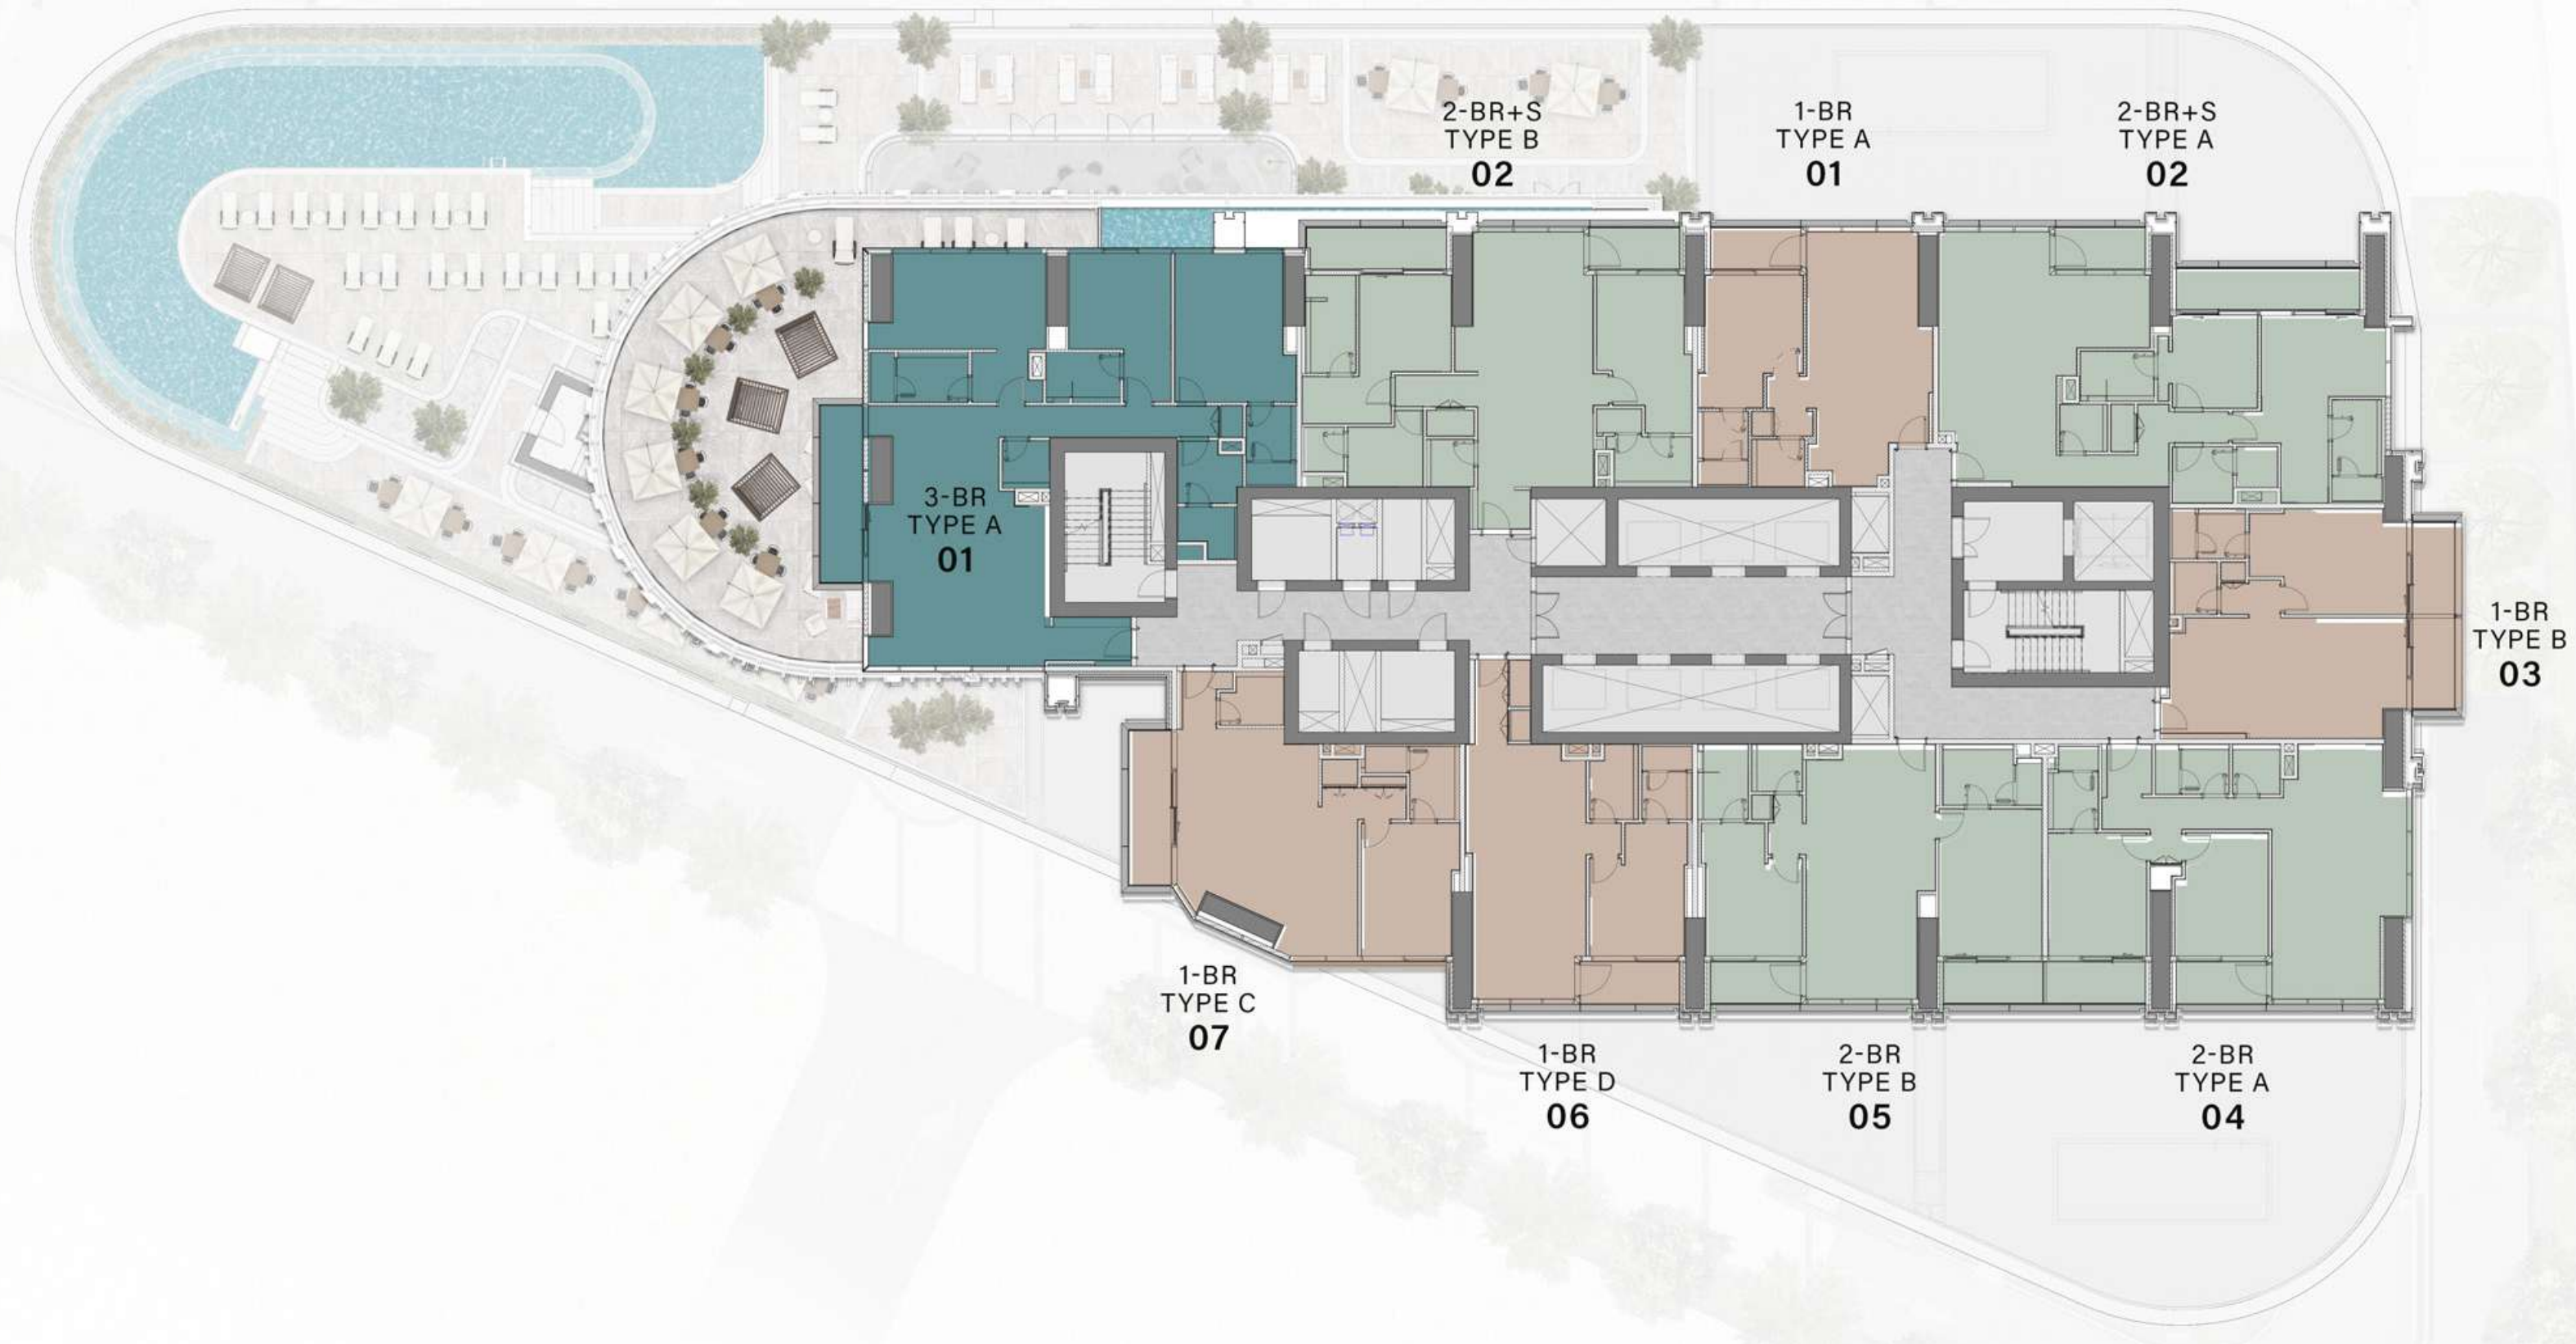 2-BR+S
TYPE B
02
1-BR
TYPE A
01
2-BR+S
TYPE A
02
3-BR
TYPE A
01
1-BR
TYPE B
03
1-BR
TYPE C
07
1-BR
TYPE D
06
2-BR
TYPE B
05
2-BR
TYPE A
04